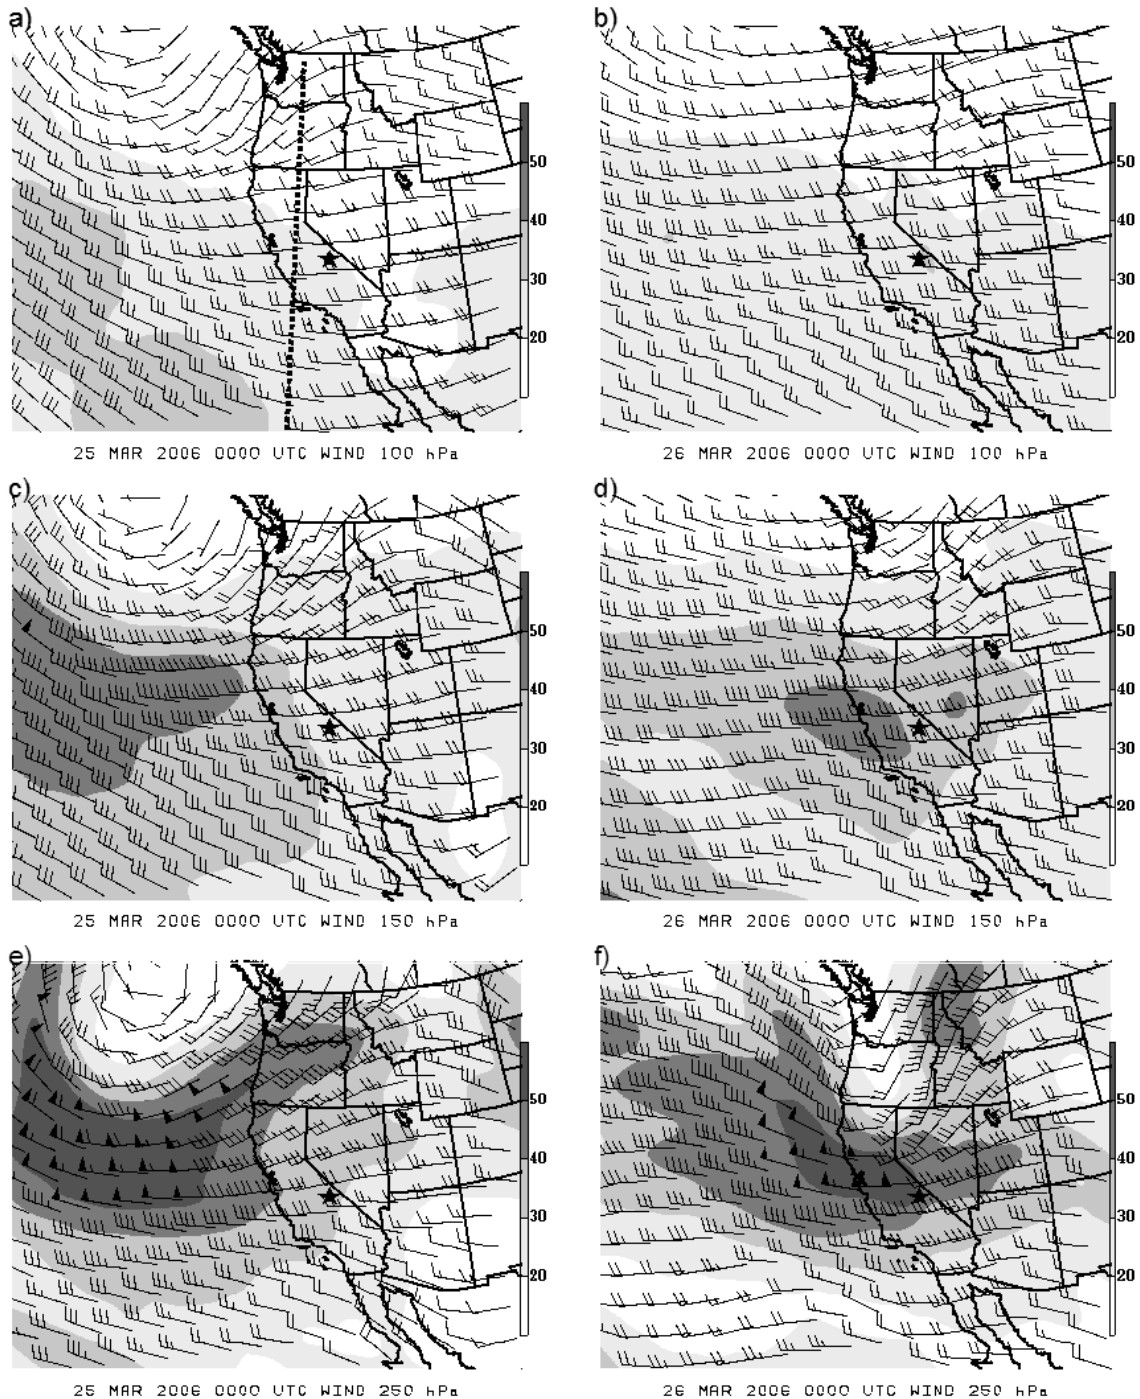 a)
b)
50
40
30
20
50
40
30
20
25 MAR 2006 0000 UTC WIND 100 hPa
26 MAR 2006 0000 UTC WIND 100 hPa
c)
d)
50
40
30
20
50
40
30
20
25 MAR 2006 0000 UTC WIND 150 hPa
26 MAR 2006 0000 UTC WIND 150 hPa
e)
f)
50
40
30
20
50
40
30
20
25 MAR 2006 0000 UTC WIND 250 hPa
26 MAR 2006 0000 UTC WIND 250 hPa